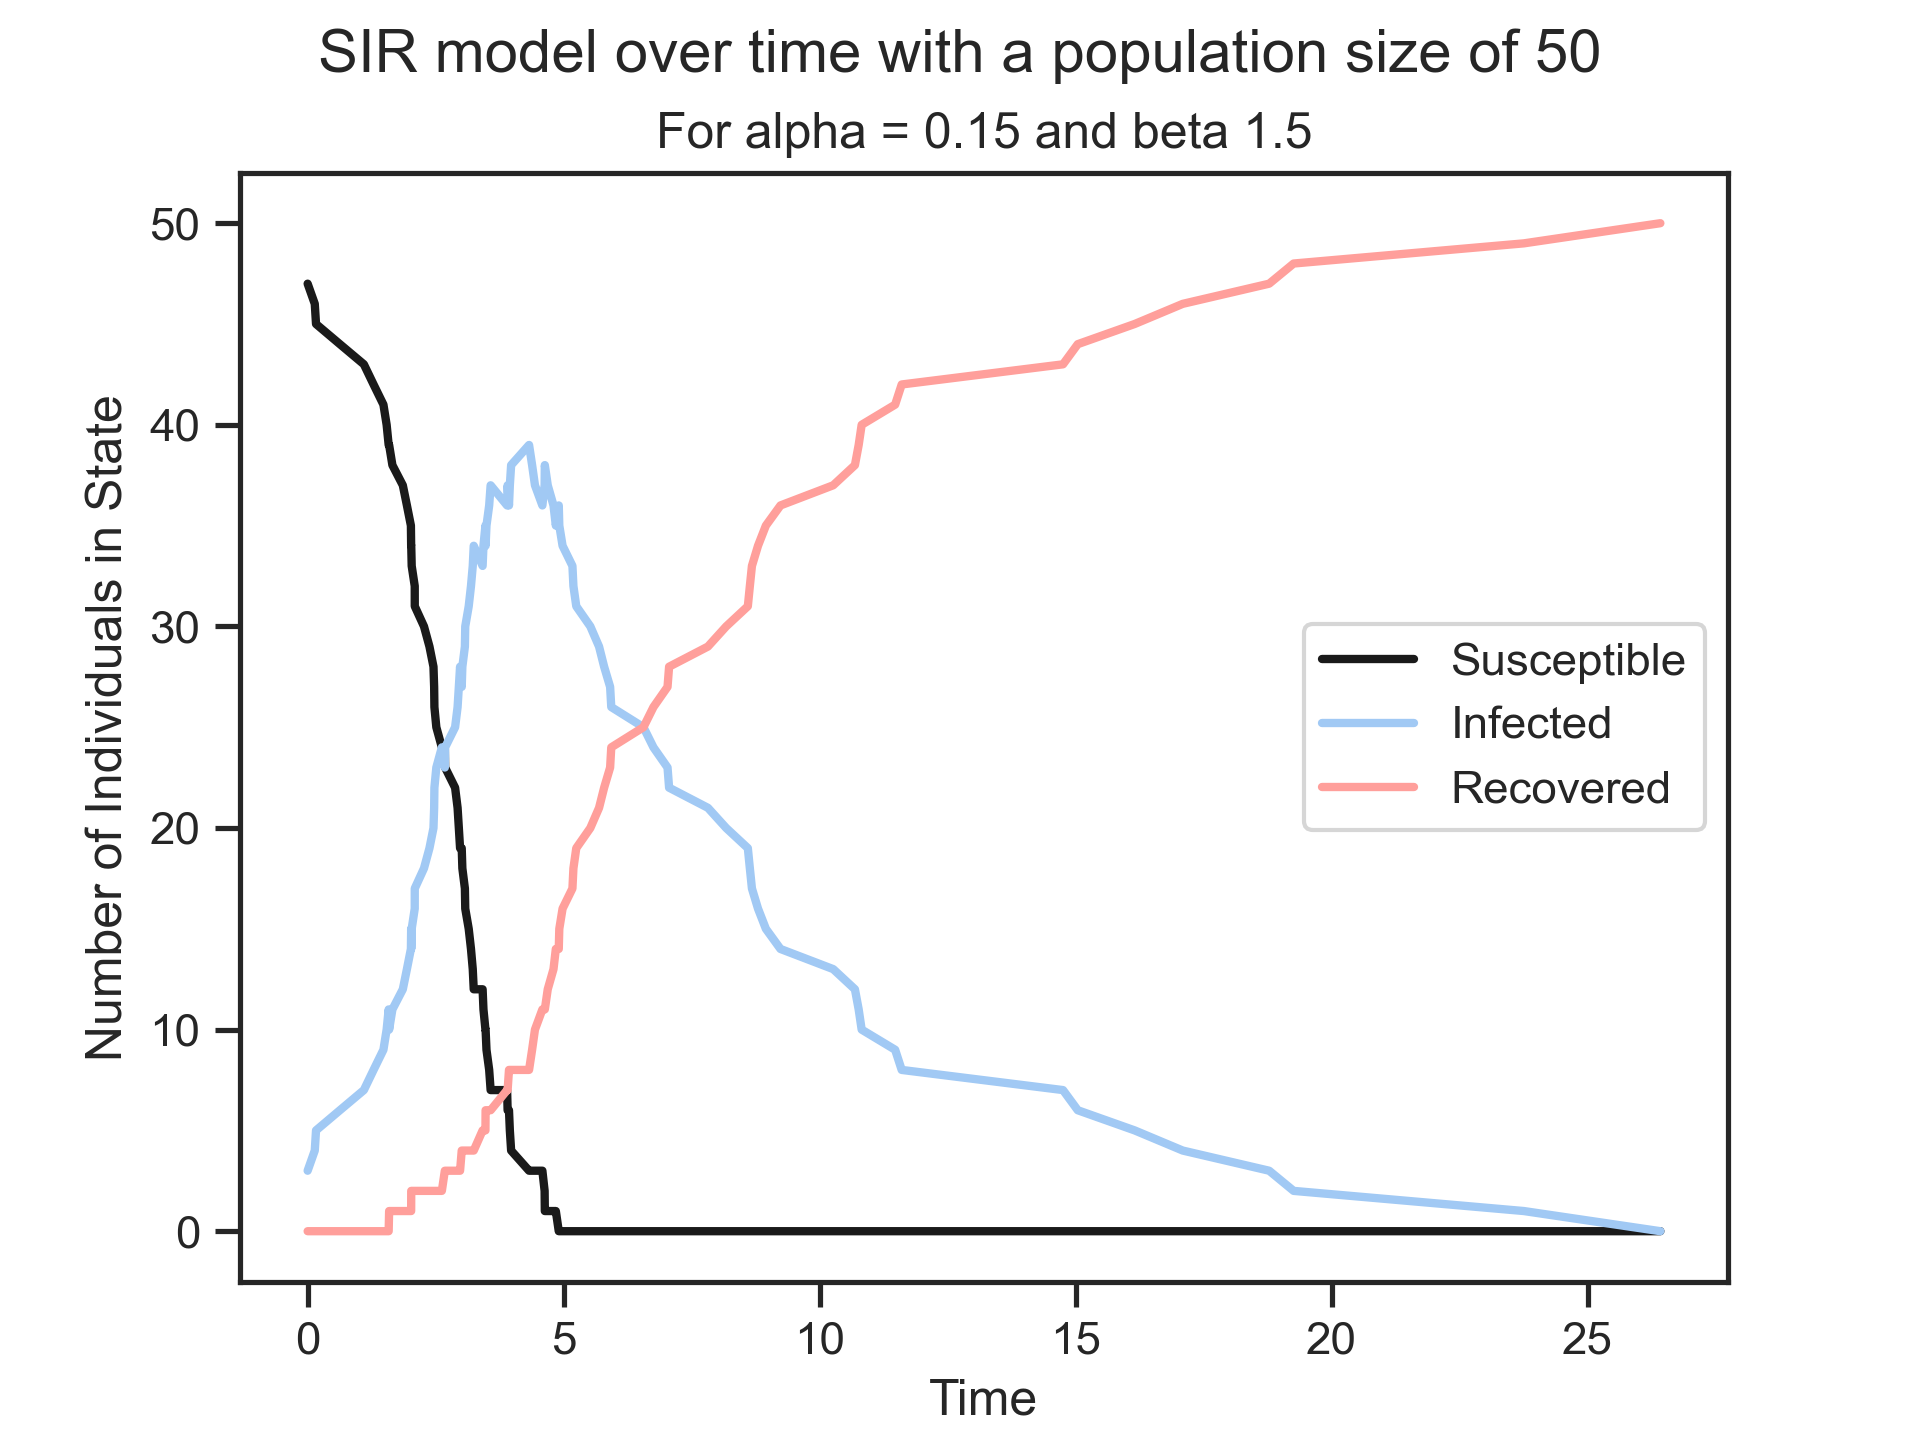 SIR model over time with a population size of 50
For alpha = 0.15 and beta 1.5
Number of Individuals in State
50
40
30
20
10
0
Susceptible
Infected
Recovered
0 5 10 15 20 25
Time